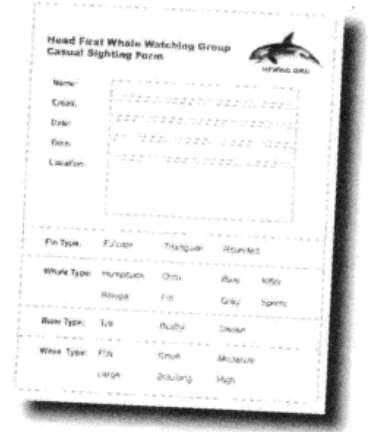 Head First Whale Watching Group
Casual Sighting Form
HFWWG.ORG
Name:
Email:
Date:
Time:
Location:
Fin Type: Falcate Triangular Rounded
Whale Type: Humpback Orca Blue Killer
Beluga Fin Gray Sperm
Blow Type: Tall Bushy
Wave Type: Flat Small Moderate
Large Breaking High